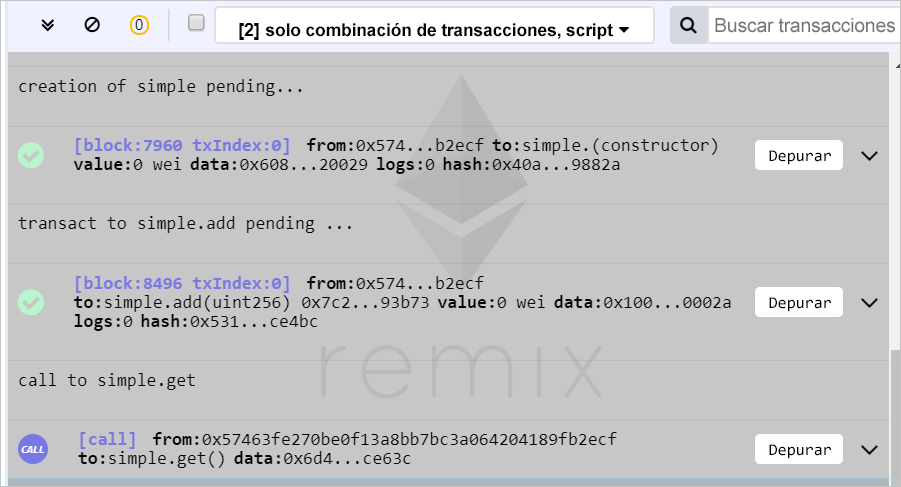 0
[2] solo combinación de transacciones, script
Buscar transacciones
creation of simple pending...
[block:7960 txIndex:0] from:0x574...b2ecf to:simple.(constructor)
value:0 wei data:0x608...20029 logs:0 hash:0x40a...9882a
Depurar
transact to simple.add pending ...
[block:8496 txIndex:0] from:0x574...b2ecf
to:simple.add(uint256) 0x7c2...93b73 value:0 wei data:0x100...0002a
logs:0 hash:0x531...ce4bc
Depurar
remix
call to simple.get
CALL
[call] from:0x57463fe270be0f13a8bb7bc3a064204189fb2ecf
to:simple.get() data:0x6d4...ce63c
Depurar